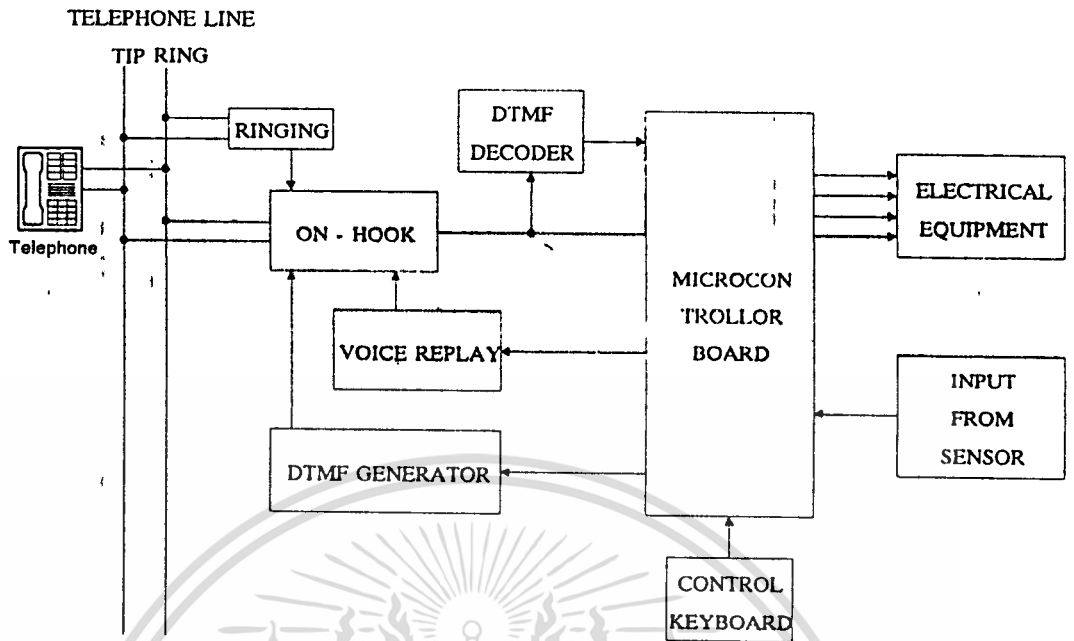 TELEPHONE LINE
TIP RING
RINGING
DTMF
DECODER
Telephone
ON - HOOK
ELECTRICAL
EQUIPMENT
MICROCON
TROLLOR
BOARD
VOICE REPLAY
INPUT
FROM
SENSOR
DTMF GENERATOR
CONTROL
KEYBOARD